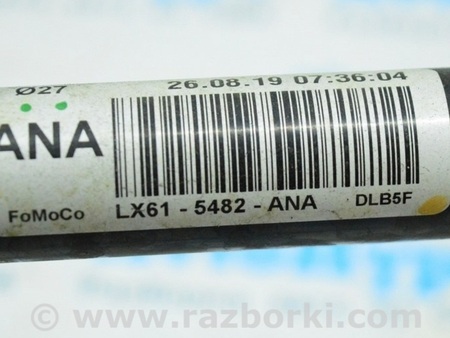 Ø27
26.08.19 07:36:04
ANA
FoMoCo
LX61 - 5482 - ANA
DLB5F
© www.razborki.com